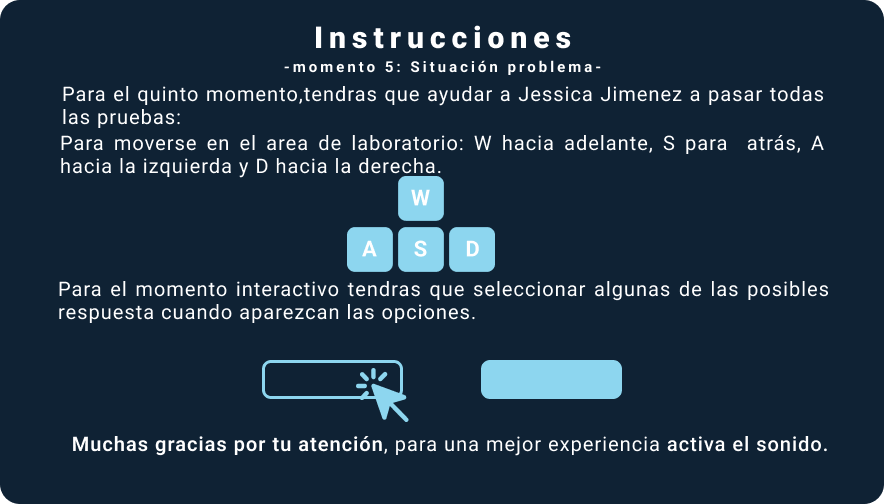 Instrucciones
-momento 5: Situación problema-
Para el quinto momento,tendras que ayudar a Jessica Jimenez a pasar todas
las pruebas:
Para moverse en el area de laboratorio: W hacia adelante, S para atrás, A
hacia la izquierda y D hacia la derecha.
W
A S D
Para el momento interactivo tendras que seleccionar algunas de las posibles
respuesta cuando aparezcan las opciones.
Muchas gracias por tu atención, para una mejor experiencia activa el sonido.